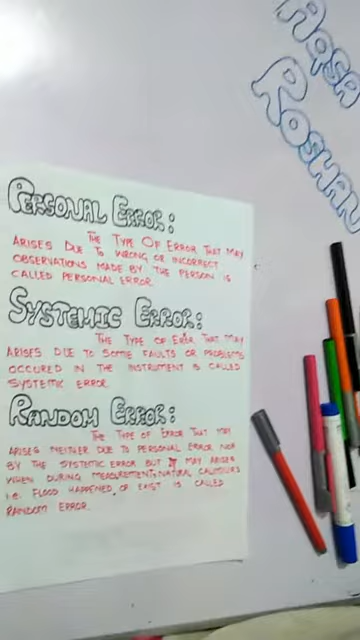 AQSA
ROSHAN
PERSONAL ERROR:
THE TYPE OF ERROR THAT MAY
ARISES DUE TO WRONG OR INCORRECT
OBSERVATIONS MADE BY THE PERSON IS
CALLED PERSONAL ERROR.
SYSTEMIC ERROR:
THE TYPE OF ERROR THAT MAY
ARISES DUE TO SOME FAULTS OR PROBLEMS
OCCURED IN THE INSTRUMENT IS CALLED
SYSTEMTIC ERROR.
RANDOM ERROR:
THE TYPE OF ERROR THAT MAY
ARISES NEITHER DUE TO PERSONAL ERROR NOR
BY THE SYSTEMIC ERROR BUT IT MAY ARISES
WHEN DURING MEASUREMENT, NATURAL
i.e. FLOOD HAPPENED OR EXIST IS CALLED
RANDOM ERROR.